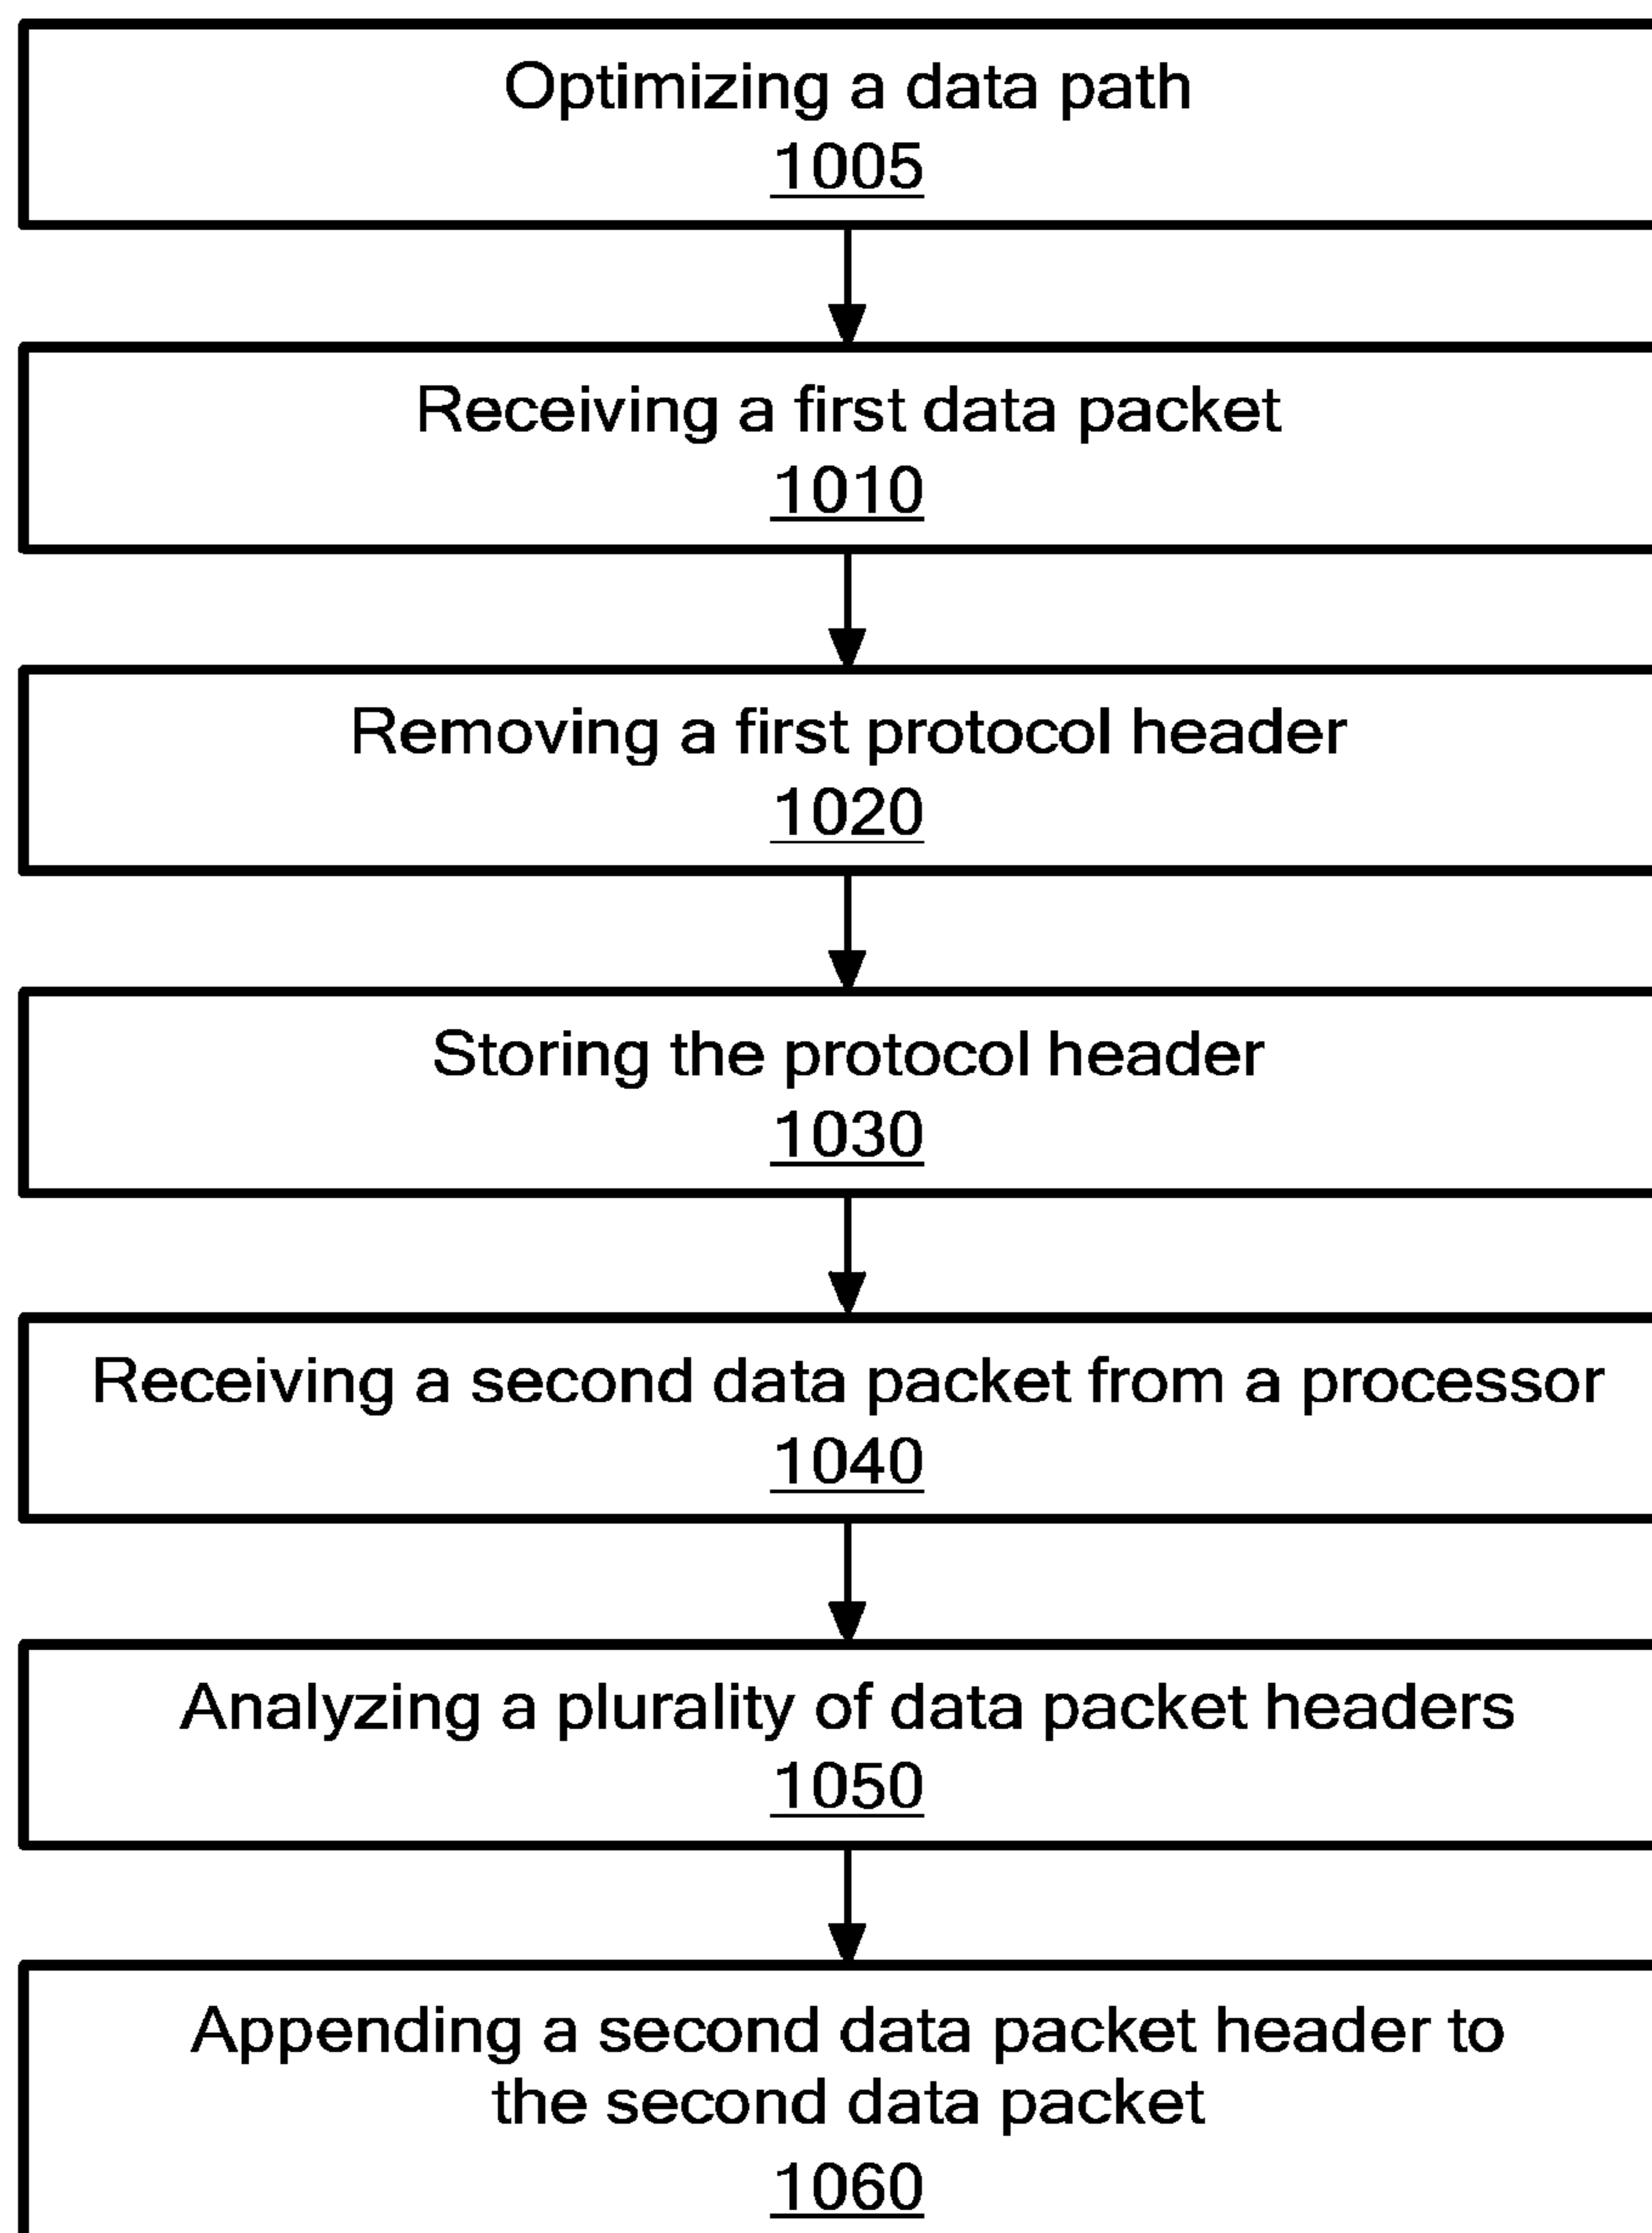 Optimizing a data path
1005
Receiving a first data packet
1010
Removing a first protocol header
1020
Storing the protocol header
1030
Receiving a second data packet from a processor
1040
Analyzing a plurality of data packet headers
1050
Appending a second data packet header to
the second data packet
1060